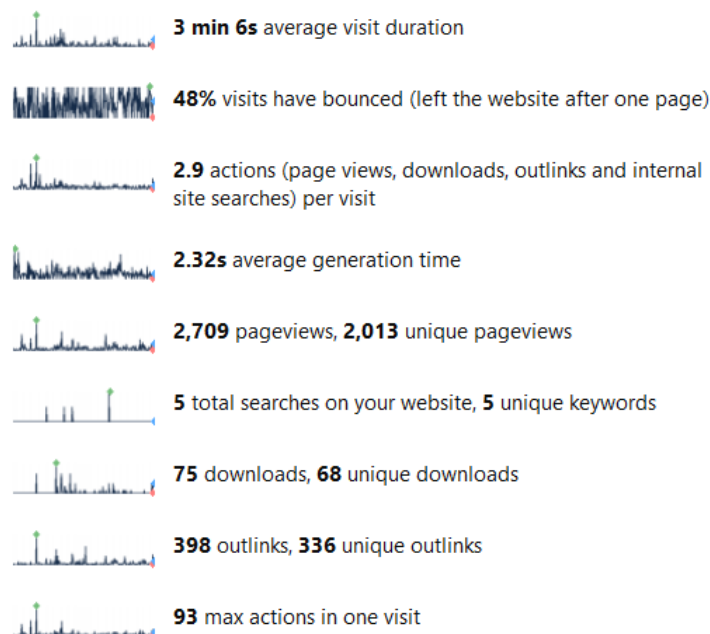 3 min 6s average visit duration
48% visits have bounced (left the website after one page)
2.9 actions (page views, downloads, outlinks and internal
site searches) per visit
2.32s average generation time
2,709 pageviews, 2,013 unique pageviews
5 total searches on your website, 5 unique keywords
75 downloads, 68 unique downloads
398 outlinks, 336 unique outlinks
93 max actions in one visit